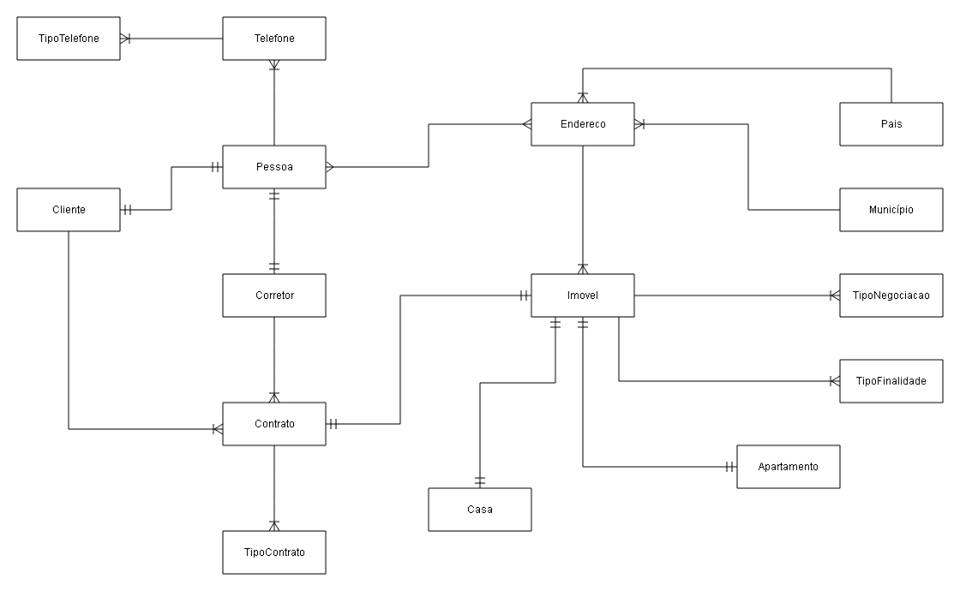 TipoTelefone
Telefone
Endereco
Pais
Pessoa
Cliente
Município
Corretor
Imovel
TipoNegociacao
TipoFinalidade
Contrato
Apartamento
Casa
TipoContrato